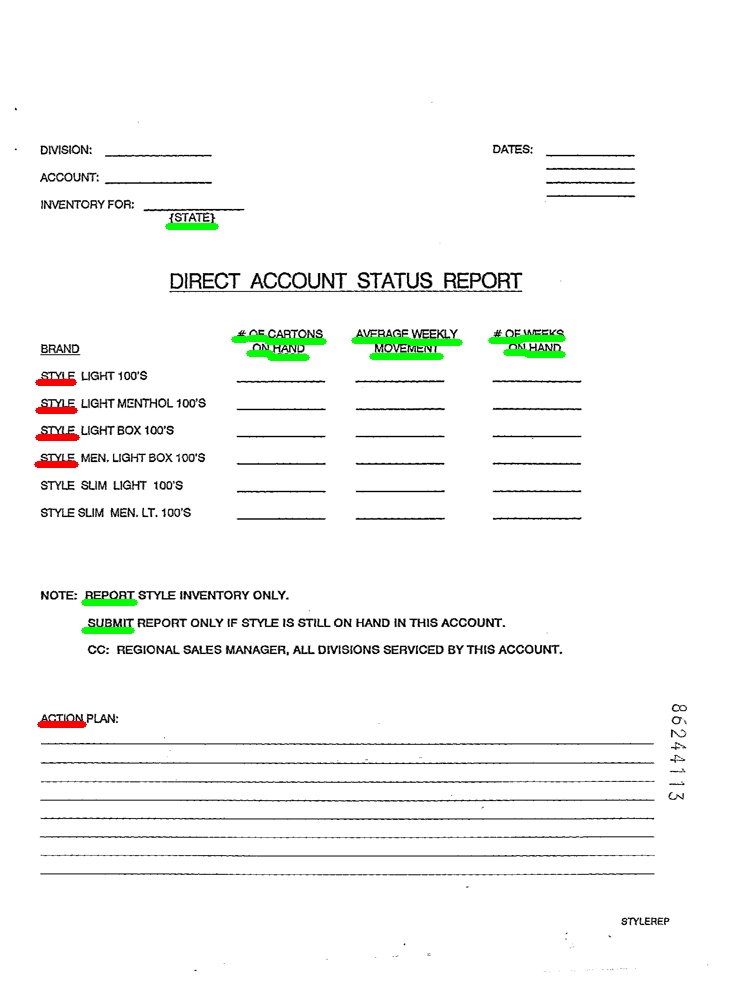 DIVISION:
DATES:
ACCOUNT:
INVENTORY FOR:
{STATE}
DIRECT ACCOUNT STATUS REPORT
BRAND
# OF CARTONS ON HAND
AVERAGE WEEKLY MOVEMENT
# OF WEEKS ON HAND
STYLE LIGHT 100'S
STYLE LIGHT MENTHOL 100'S
STYLE LIGHT BOX 100'S
STYLE MEN. LIGHT BOX 100'S
STYLE SLIM LIGHT 100'S
STYLE SLIM MEN. LT. 100'S
NOTE: REPORT STYLE INVENTORY ONLY.
SUBMIT REPORT ONLY IF STYLE IS STILL ON HAND IN THIS ACCOUNT.
CC: REGIONAL SALES MANAGER, ALL DIVISIONS SERVICED BY THIS ACCOUNT.
ACTION PLAN:
86244113
STYLEREP